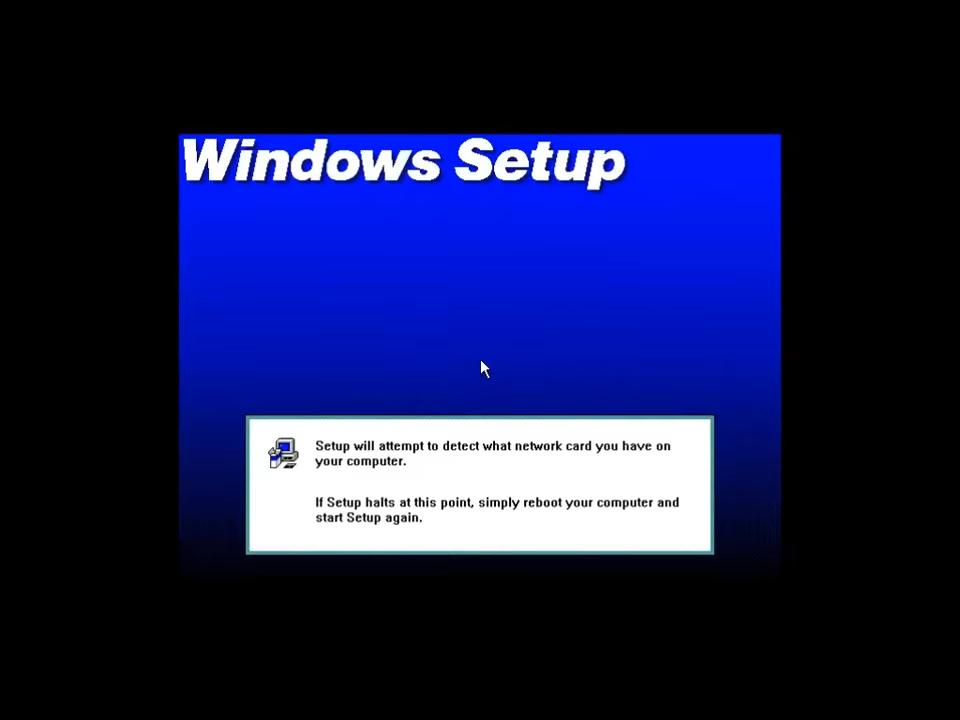 Windows Setup
Setup will attempt to detect what network card you have on
your computer.
If Setup halts at this point, simply reboot your computer and
start Setup again.